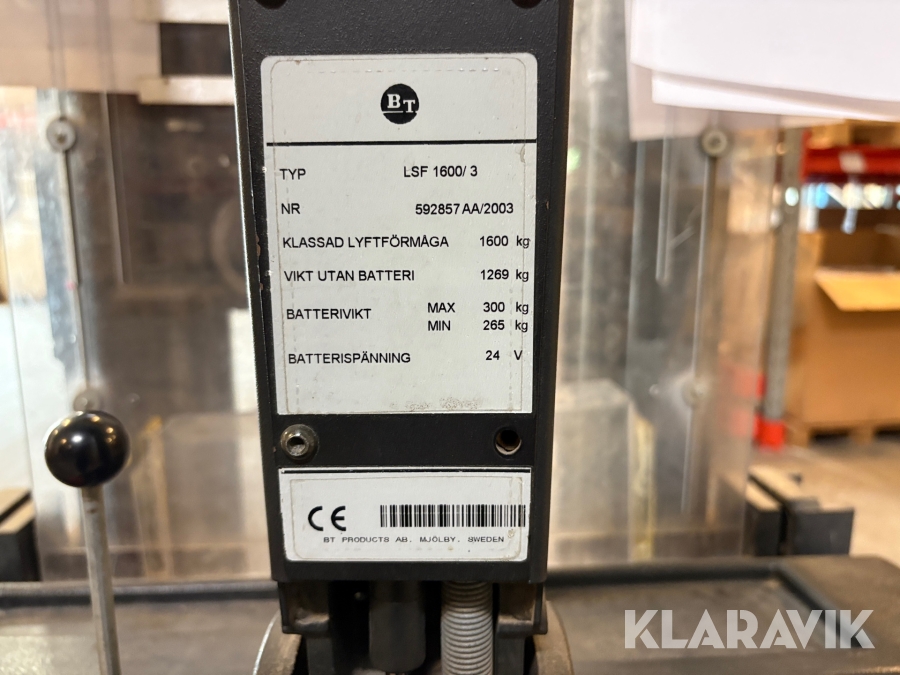 BT
TYP LSF 1600/ 3
NR 592857 AA/2003
KLASSAD LYFTFÖRMÅGA 1600 kg
VIKT UTAN BATTERI 1269 kg
BATTERIVIKT MAX 300 kg
MIN 265 kg
BATTERISPÄNNING 24 V
CE
BT PRODUCTS AB. MJÖLBY. SWEDEN
KLARAVIK